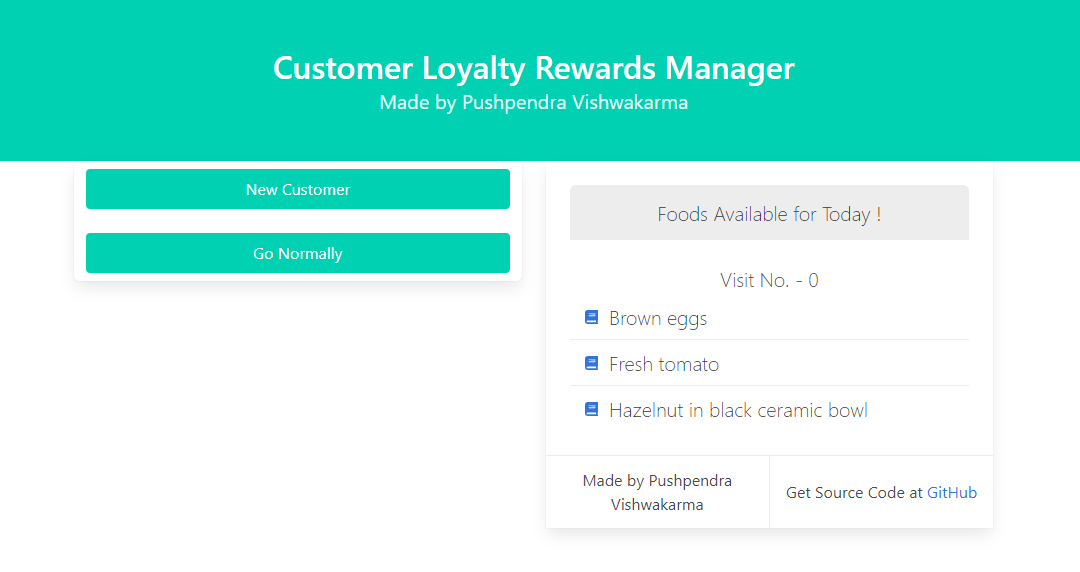 Customer Loyalty Rewards Manager
Made by Pushpendra Vishwakarma
New Customer
Go Normally
Foods Available for Today !
Visit No. - 0
Brown eggs
Fresh tomato
Hazelnut in black ceramic bowl
Made by Pushpendra
Vishwakarma
Get Source Code at GitHub